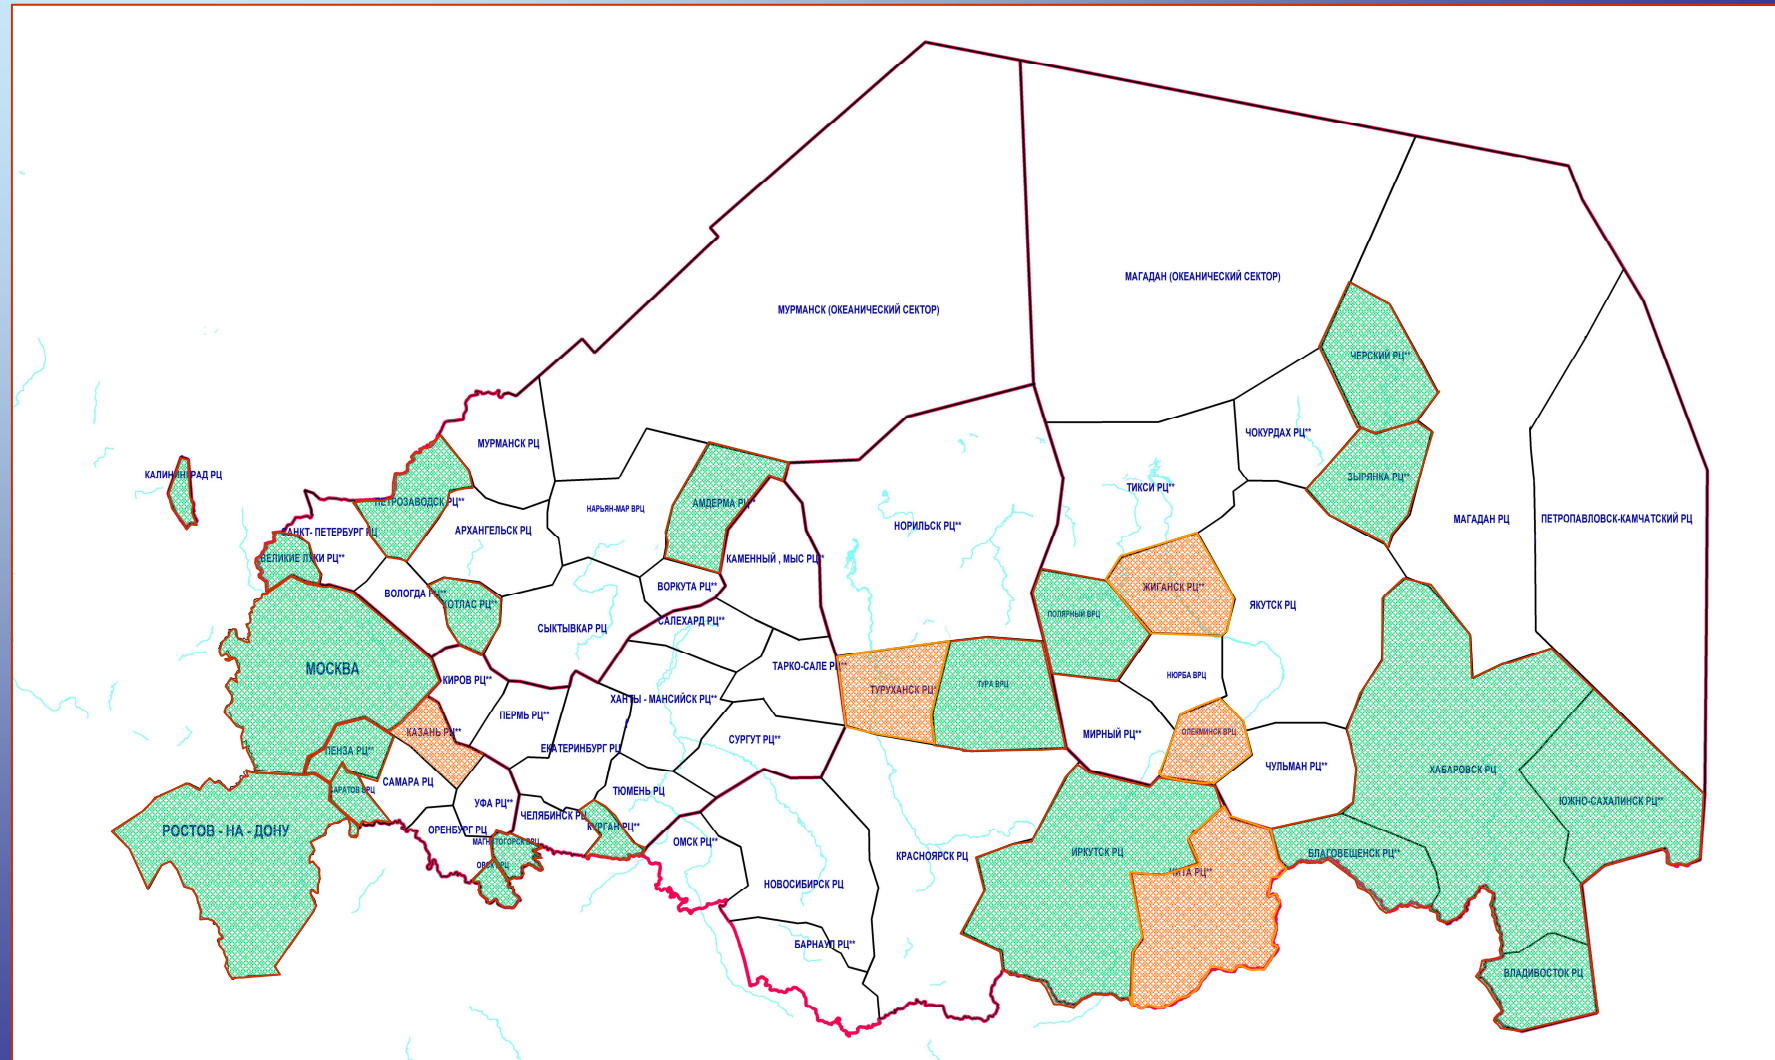 МАГАДАН (ОКЕАНИЧЕСКИЙ СЕКТОР)
МУРМАНСК (ОКЕАНИЧЕСКИЙ СЕКТОР)
ЧЕРСКИЙ РЦ**
МУРМАНСК РЦ
ЧОКУРДАХ РЦ**
КАЛИНИНГРАД РЦ
ЗЫРЯНКА РЦ**
ТИКСИ РЦ**
ПЕТРОЗАВОДСК РЦ**
АМДЕРМА РЦ**
НАРЬЯН-МАР ВРЦ
МАГАДАН РЦ
ПЕТРОПАВЛОВСК-КАМЧАТСКИЙ РЦ
НОРИЛЬСК РЦ**
САНКТ- ПЕТЕРБУРГ РЦ
АРХАНГЕЛЬСК РЦ
ВЕЛИКИЕ ЛУКИ РЦ**
КАМЕННЫЙ , МЫС РЦ**
ВОРКУТА РЦ**
ЖИГАНСК РЦ**
ВОЛОГДА РЦ**
КОТЛАС РЦ**
ЯКУТСК РЦ
ПОЛЯРНЫЙ ВРЦ
САЛЕХАРД РЦ**
СЫКТЫВКАР РЦ
МОСКВА
ТАРКО-САЛЕ РЦ**
НЮРБА ВРЦ
КИРОВ РЦ**
ТУРУХАНСК РЦ*
ТУРА ВРЦ
ХАНТЫ - МАНСИЙСК РЦ**
ПЕРМЬ РЦ**
КАЗАНЬ РЦ**
ОЛЕКМИНСК ВРЦ
МИРНЫЙ РЦ**
СУРГУТ РЦ**
ЕКАТЕРИНБУРГ РЦ
ПЕНЗА РЦ**
ЧУЛЬМАН РЦ**
ХАБАРОВСК РЦ
САМАРА РЦ
САРАТОВ ВРЦ
ТЮМЕНЬ РЦ
УФА РЦ**
ЮЖНО-САХАЛИНСК РЦ**
ЧЕЛЯБИНСК РЦ
КУРГАН РЦ**
РОСТОВ - НА - ДОНУ
ОРЕНБУРГ РЦ
МАГНИТОГОРСК ВРЦ
ОМСК РЦ**
ИРКУТСК РЦ
БЛАГОВЕЩЕНСК РЦ**
КРАСНОЯРСК РЦ
ОРСК ВРЦ
ЧИТА РЦ**
НОВОСИБИРСК РЦ
БАРНАУЛ РЦ**
ВЛАДИВОСТОК РЦ